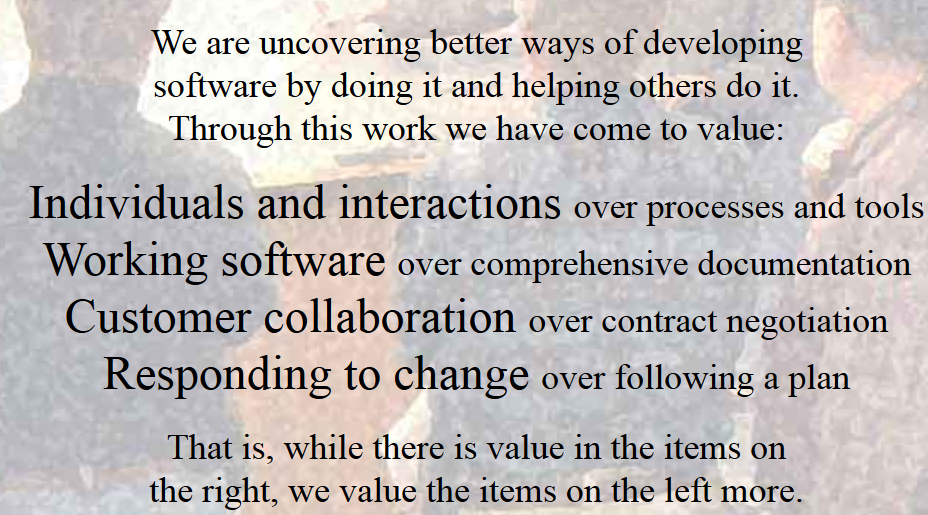 We are uncovering better ways of developing
software by doing it and helping others do it.
Through this work we have come to value:
Individuals and interactions over processes and tools
Working software over comprehensive documentation
Customer collaboration over contract negotiation
Responding to change over following a plan
That is, while there is value in the items on
the right, we value the items on the left more.